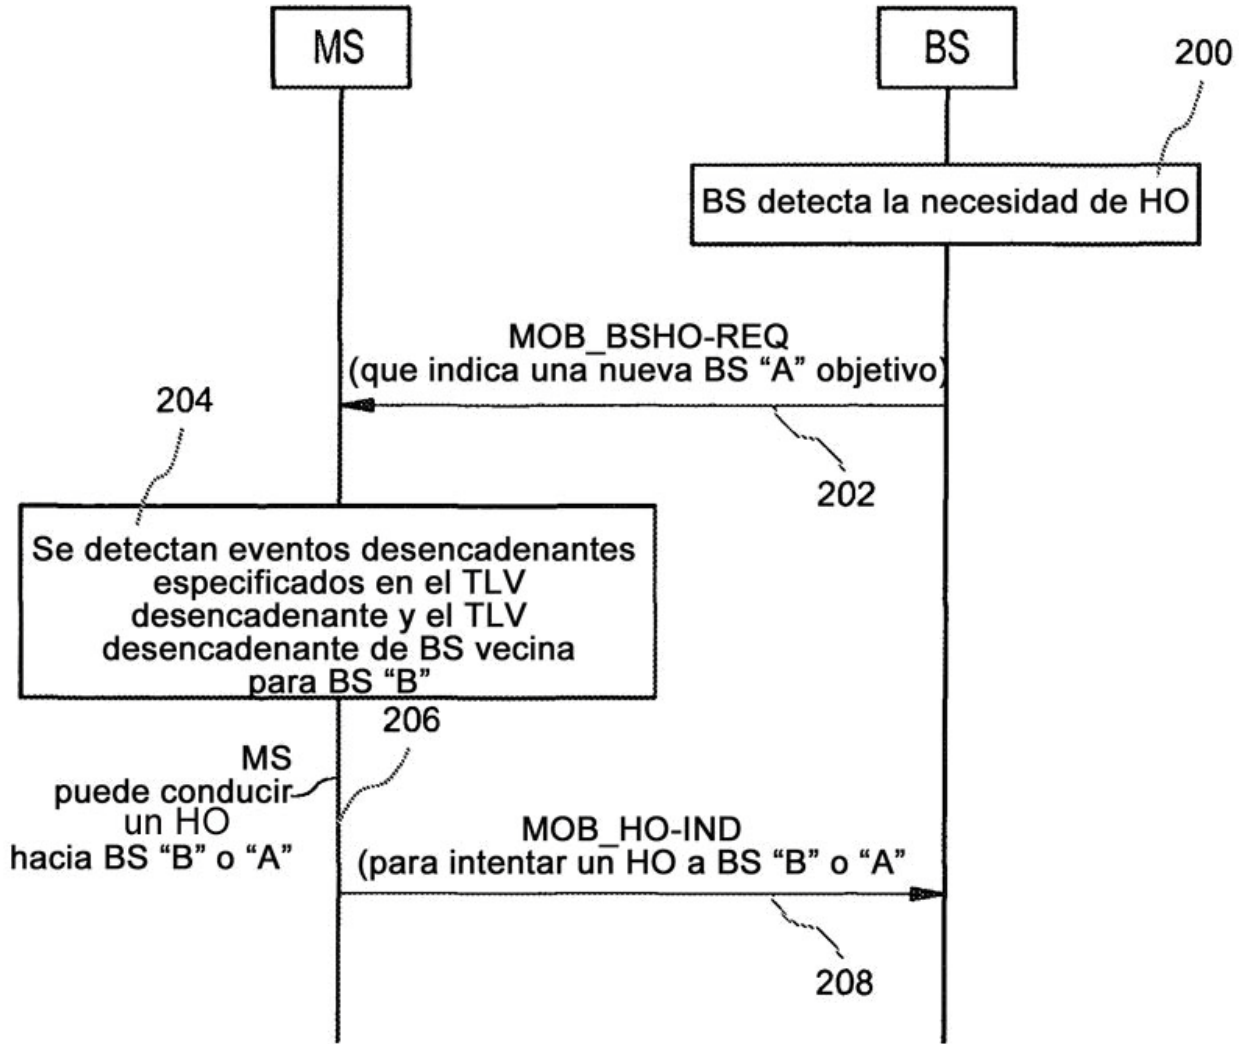 MS
BS
200
BS detecta la necesidad de HO
MOB_BSHO-REQ
(que indica una nueva BS “A” objetivo)
204
202
Se detectan eventos desencadenantes
especificados en el TLV
desencadenante y el TLV
desencadenante de BS vecina
para BS “B”
206
MS
puede conducir
un HO
hacia BS “B” o “A”
MOB_HO-IND
(para intentar un HO a BS “B” o “A”
208